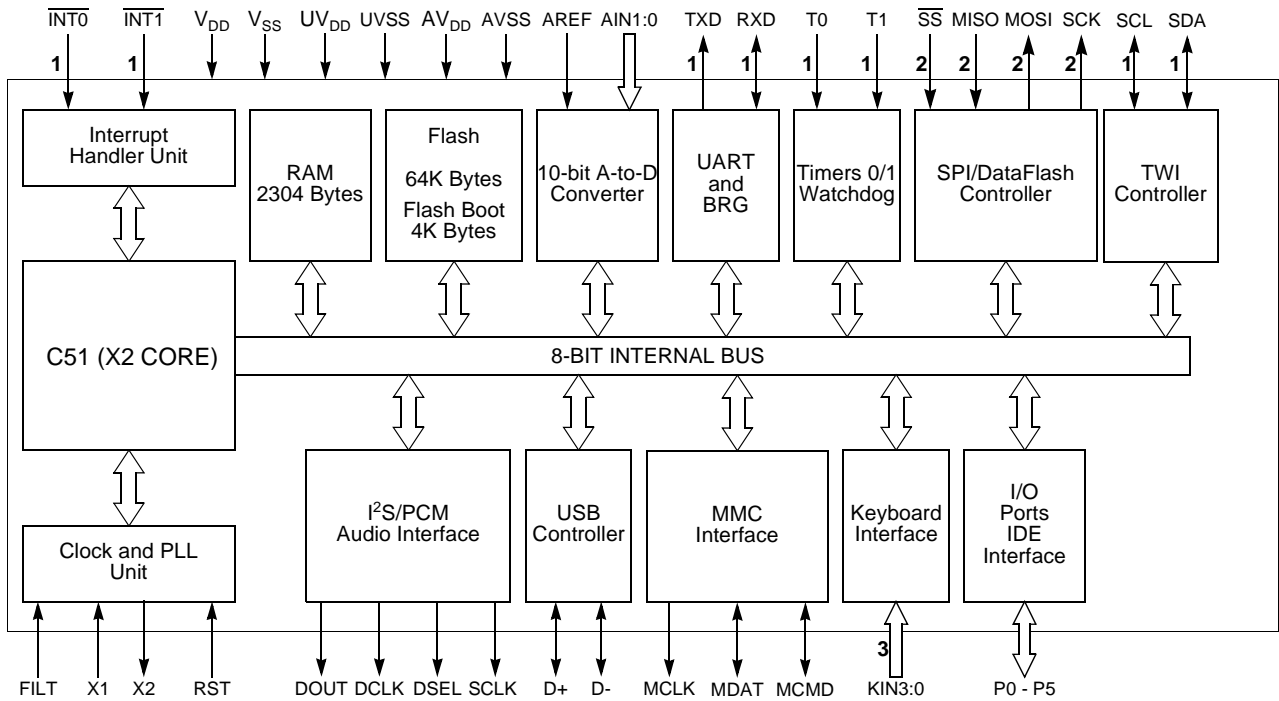 INT0 INT1 VDD VSS UVDD UVSS AVDD AVSS AREF AIN1:0 TXD RXD T0 T1 SS MISO MOSI SCK SCL SDA
1 1 1 1 1 1 2 2 2 2 1 1
Interrupt
Handler Unit
RAM
2304 Bytes
Flash
64K Bytes
Flash Boot
4K Bytes
10-bit A-to-D
Converter
UART
and
BRG
Timers 0/1
Watchdog
SPI/DataFlash
Controller
TWI
Controller
C51 (X2 CORE)
8-BIT INTERNAL BUS
Clock and PLL
Unit
I2S/PCM
Audio Interface
USB
Controller
MMC
Interface
Keyboard
Interface
I/O
Ports
IDE
Interface
3
FILT X1 X2 RST DOUT DCLK DSEL SCLK D+ D- MCLK MDAT MCMD KIN3:0 P0 - P5